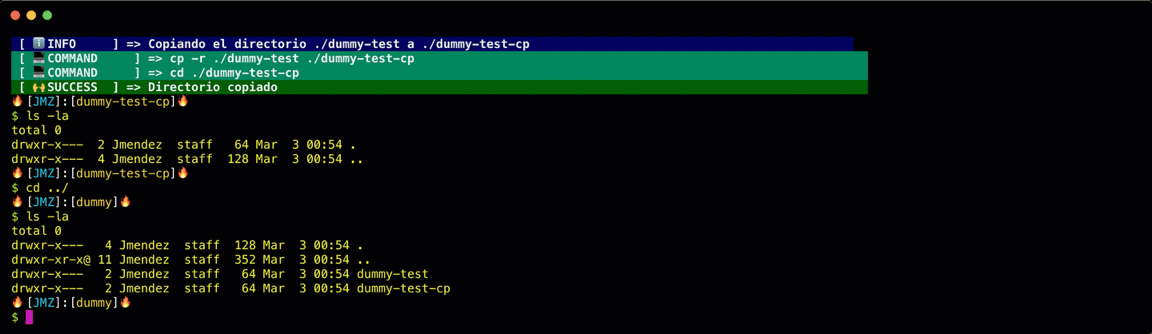 [ ℹ️ INFO     ] => Copiando el directorio ./dummy-test a ./dummy-test-cp
[ 💻 COMMAND     ] => cp -r ./dummy-test ./dummy-test-cp
[ 💻 COMMAND     ] => cd ./dummy-test-cp
[ 🙌 SUCCESS  ] => Directorio copiado
🔥[JMZ]:[dummy-test-cp]🔥
$ ls -la
total 0
drwxr-x---  2 Jmendez  staff   64 Mar  3 00:54 .
drwxr-x---  4 Jmendez  staff  128 Mar  3 00:54 ..
🔥[JMZ]:[dummy-test-cp]🔥
$ cd ../
🔥[JMZ]:[dummy]🔥
$ ls -la
total 0
drwxr-x---   4 Jmendez  staff  128 Mar  3 00:54 .
drwxr-xr-x@ 11 Jmendez  staff  352 Mar  3 00:54 ..
drwxr-x---   2 Jmendez  staff   64 Mar  3 00:54 dummy-test
drwxr-x---   2 Jmendez  staff   64 Mar  3 00:54 dummy-test-cp
🔥[JMZ]:[dummy]🔥
$